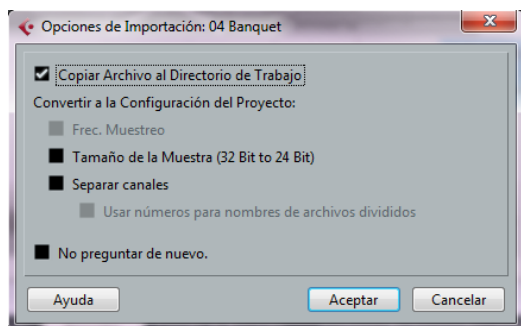 Opciones de Importación: 04 Banquet
Copiar Archivo al Directorio de Trabajo
Convertir a la Configuración del Proyecto:
Frec. Muestreo
Tamaño de la Muestra (32 Bit to 24 Bit)
Separar canales
Usar números para nombres de archivos divididos
No preguntar de nuevo.
Ayuda Aceptar Cancelar